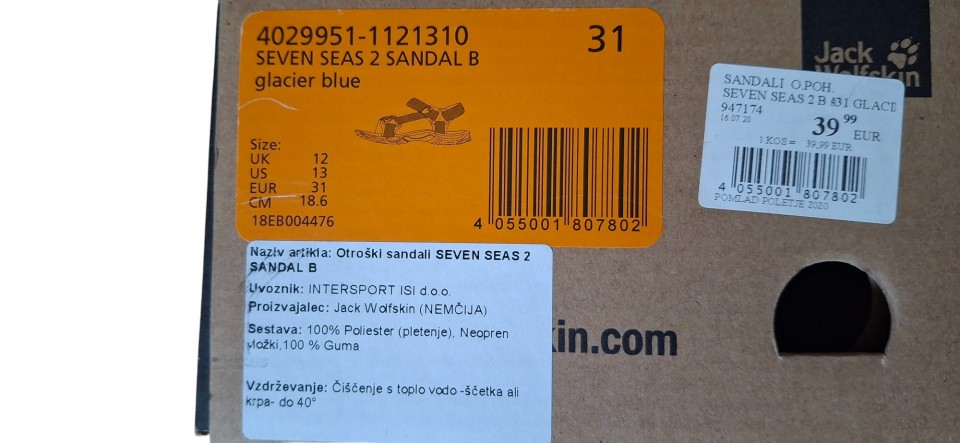 4029951-1121310
SEVEN SEAS 2 SANDAL B
glacier blue
31
Size:
UK 12
US 13
EUR 31
CM 18.6
18EB004476
4 055001 807802
Jack
Wolfskin
SANDALI O.POH.
SEVEN SEAS 2 B #31 GLACI
947174
16.07.20
39 99 EUR
1 KOS = 39,99 EUR
4 055001 807802
POMLAD POLETJE 2020
Naziv artikla: Otroški sandali SEVEN SEAS 2
SANDAL B
Uvoznik: INTERSPORT ISI d.o.o.
Proizvajalec: Jack Wolfskin (NEMČIJA)
Sestava: 100% Poliester (pletenje), Neopren
vložki,100 % Guma
Vzdrževanje: Čiščenje s toplo vodo -ščetka ali
krpa- do 40°
in.com